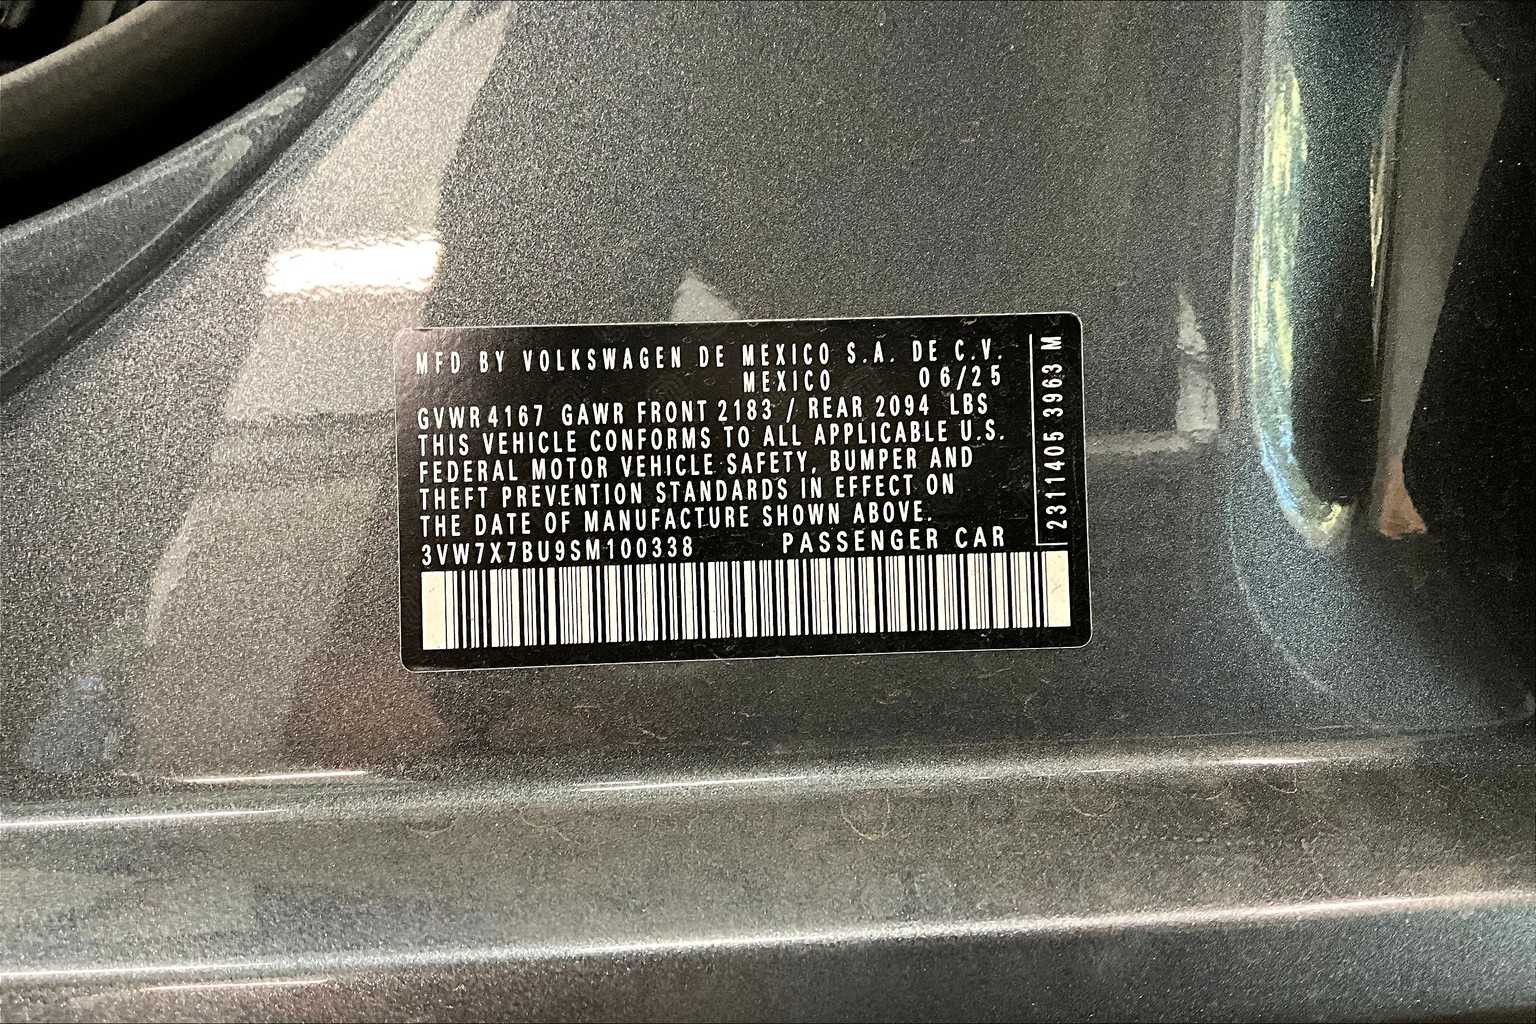 MFD BY VOLKSWAGEN DE MEXICO S.A. DE C.V.
MEXICO 06/25
GVWR 4167 GAWR FRONT 2183 / REAR 2094 LBS
THIS VEHICLE CONFORMS TO ALL APPLICABLE U.S.
FEDERAL MOTOR VEHICLE SAFETY, BUMPER AND
THEFT PREVENTION STANDARDS IN EFFECT ON
THE DATE OF MANUFACTURE SHOWN ABOVE.
3VW7X7BU9SM100338 PASSENGER CAR
2311405 3963 M